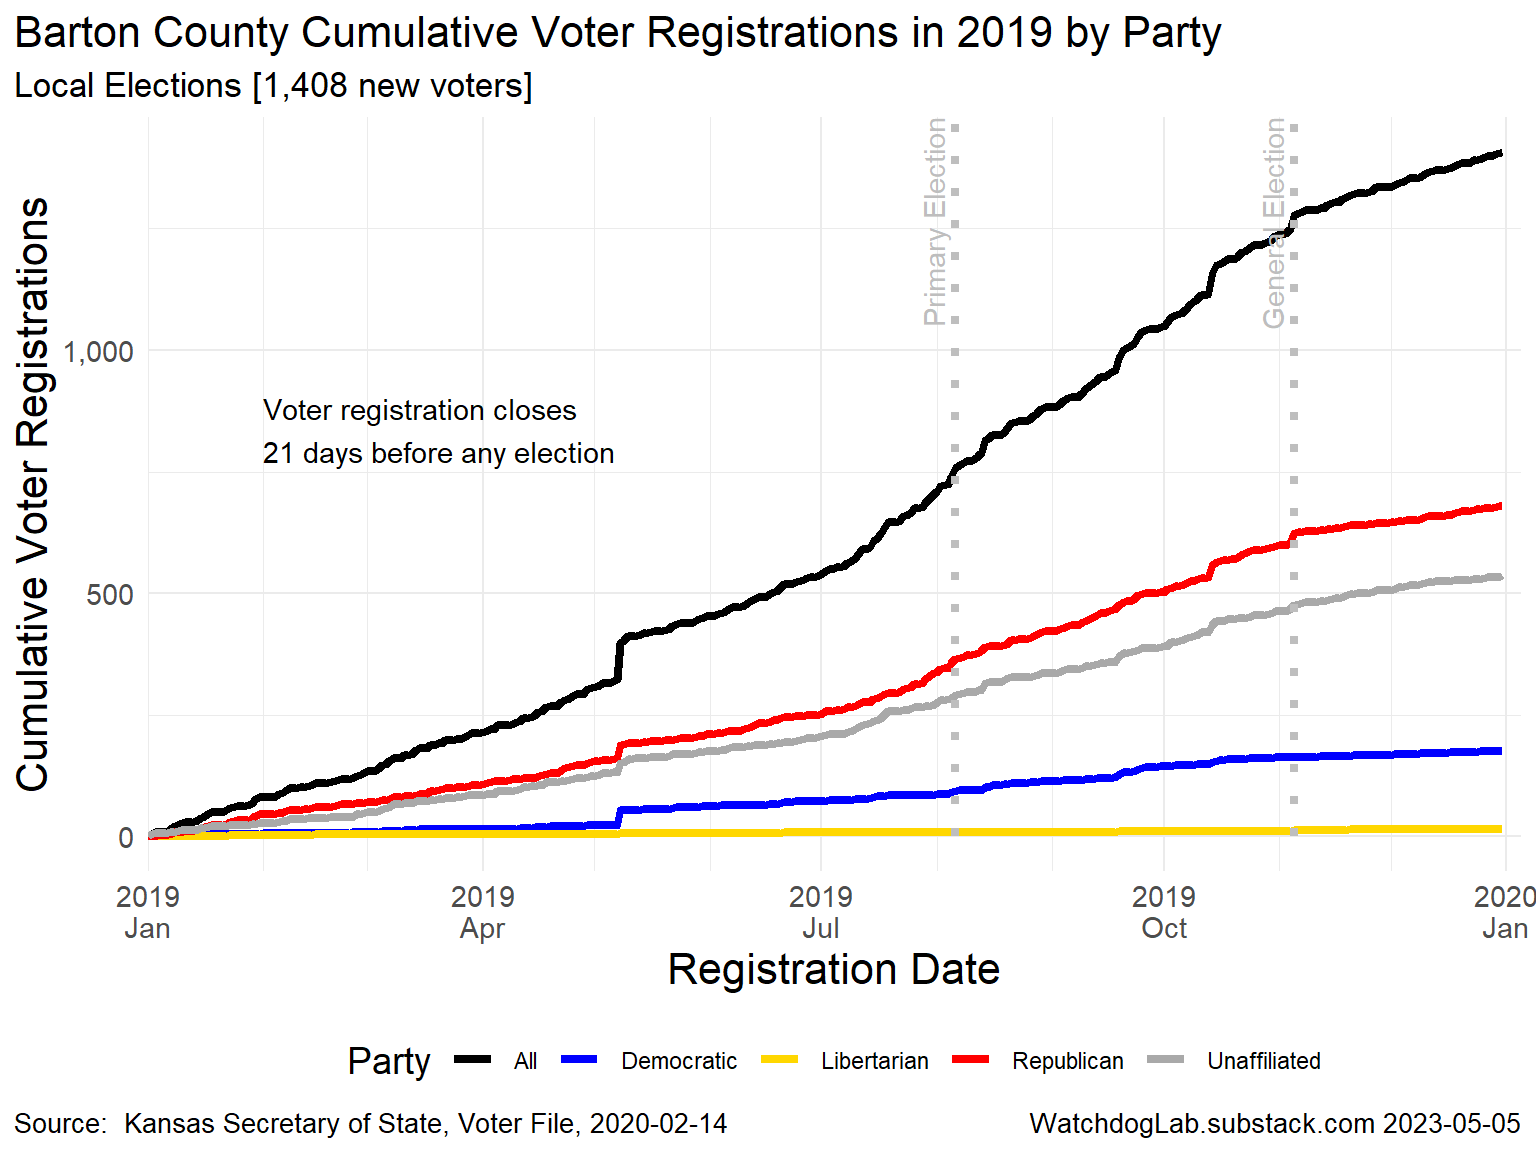 Barton County Cumulative Voter Registrations in 2019 by Party
Local Elections [1,408 new voters]
Cumulative Voter Registrations
1,000
500
0
Primary Election
General Election
Voter registration closes
21 days before any election
2019 2019 2019 2019 2020
Jan Apr Jul Oct Jan
Registration Date
Party All Democratic Libertarian Republican Unaffiliated
Source:  Kansas Secretary of State, Voter File, 2020-02-14
WatchdogLab.substack.com 2023-05-05